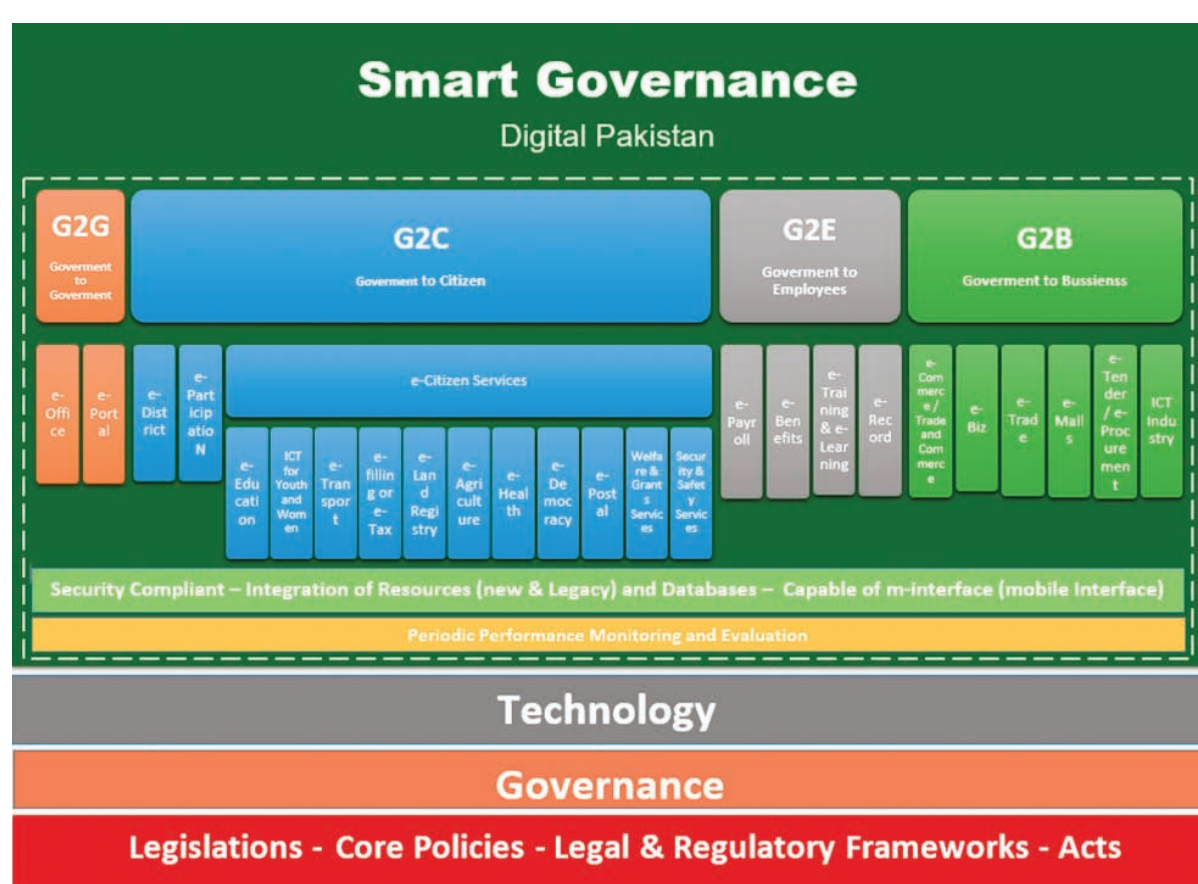 Smart Governance
Digital Pakistan
G2G
Goverment
to
Goverment
G2C
Goverment to Citizen
G2E
Goverment to
Employees
G2B
Goverment to Bussienss
e-
Offi
ce
e-
Port
al
e-
Dist
rict
e-
Part
icip
atio
N
e-Citizen Services
e-
Edu
cati
on
ICT
for
Youth
and
Wom
en
e-
Tran
spor
t
e-
fillin
g or
e-
Tax
e-
Lan
d
Regi
stry
e-
Agri
cult
ure
e-
Heal
th
e-
De
moc
racy
e-
Post
al
Welfa
re &
Grant
s
Servic
es
Secur
ity &
Safet
y
Servic
es
e-
Payr
oll
e-
Ben
efits
e-
Trai
ning
& e-
Lear
ning
e-
Rec
ord
e-
Com
merc
e /
Trade
and
Com
merc
e
e-
Biz
e-
Trad
e
e-
Mall
s
e-
Ten
der
/ e-
Proc
ure
men
t
ICT
Indu
stry
Security Compliant – Integration of Resources (new & Legacy) and Databases – Capable of m-interface (mobile Interface)
Periodic Performance Monitoring and Evaluation
Technology
Governance
Legislations - Core Policies - Legal & Regulatory Frameworks - Acts